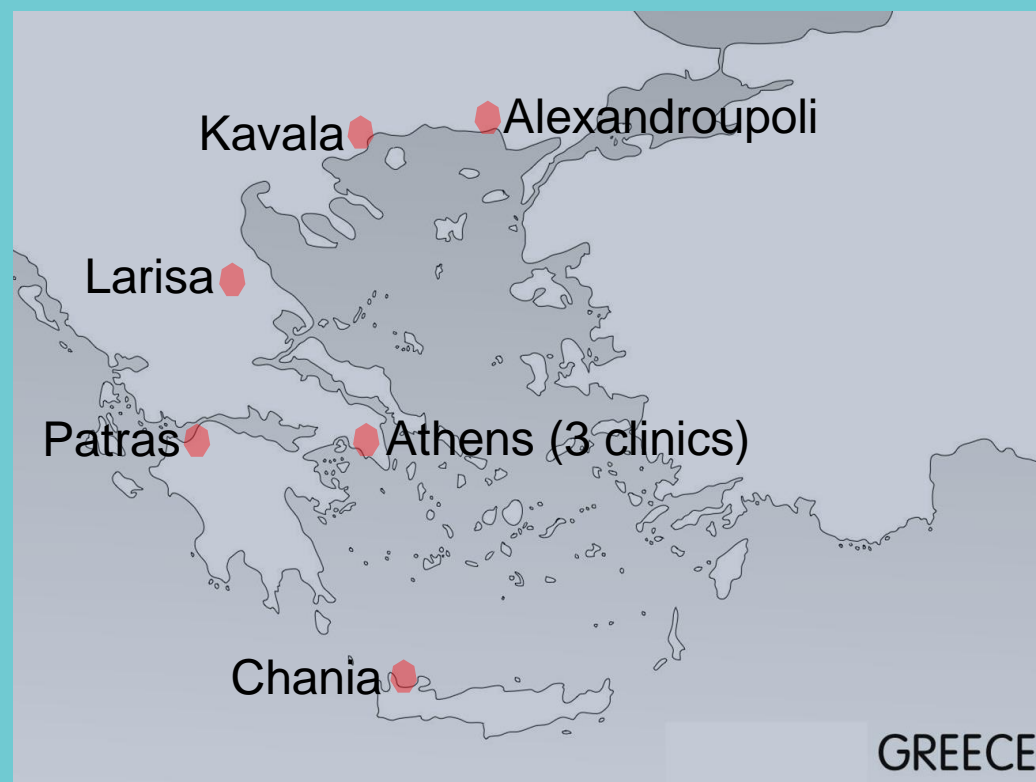 Kavala
Alexandroupoli
Larisa
Patras
Athens (3 clinics)
Chania
GREECE